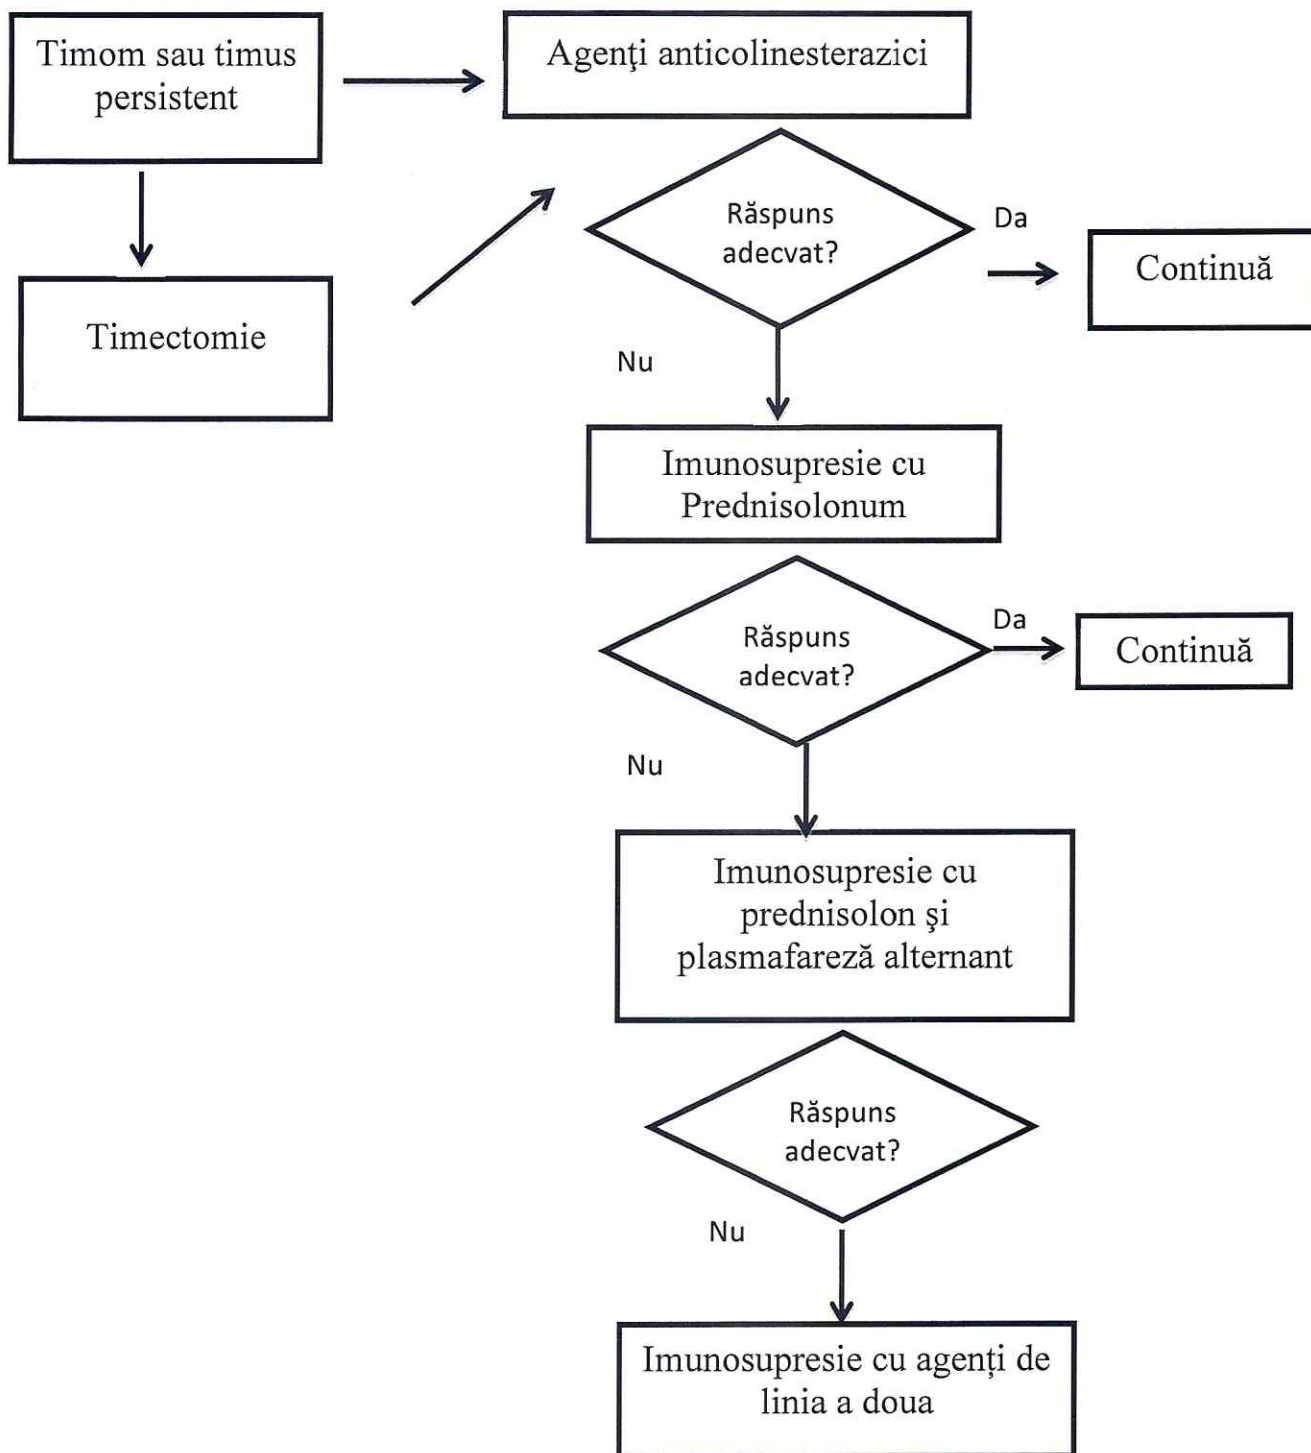 Timom sau timus
persistent
Agenţi anticolinesterazici
Răspuns
adecvat?
Da
Continuă
Timectomie
Nu
Imunosupresie cu
Prednisolonum
Răspuns
adecvat?
Da
Continuă
Nu
Imunosupresie cu
prednisolon şi
plasmafareză alternant
Răspuns
adecvat?
Nu
Imunosupresie cu agenți de
linia a doua